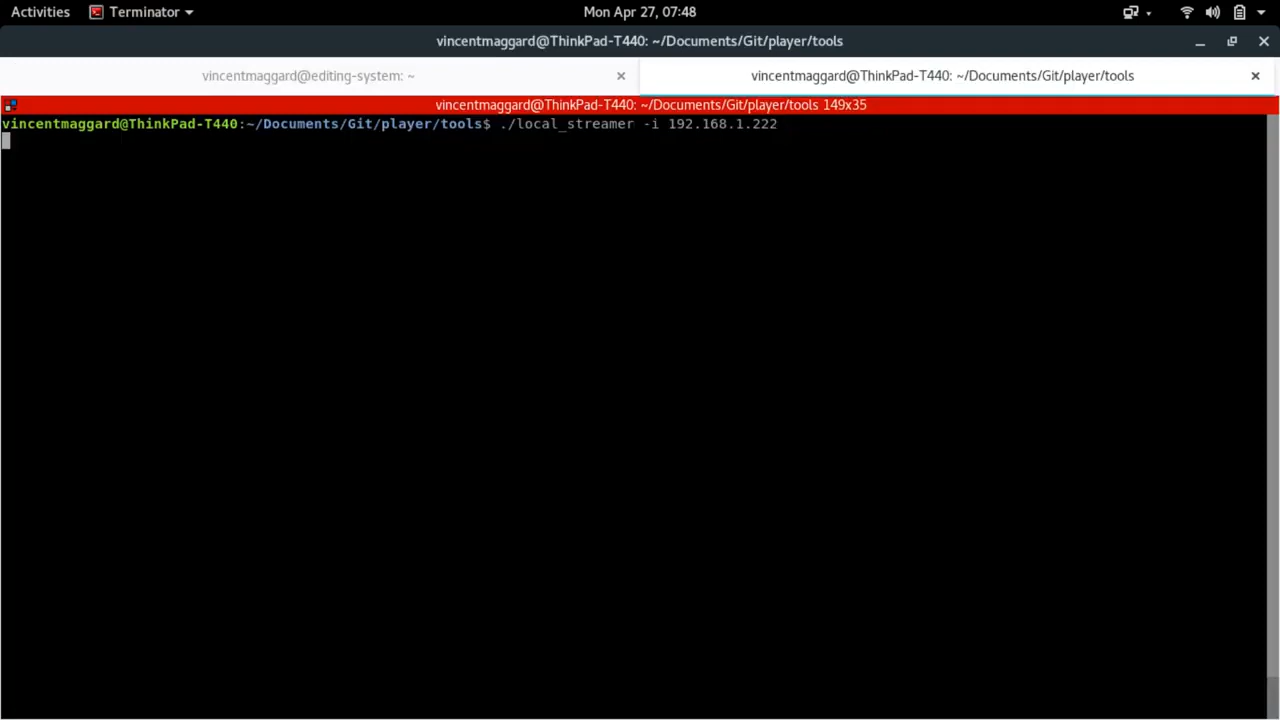 Activities Terminator Mon Apr 27, 07:48
vincentmaggard@ThinkPad-T440: ~/Documents/Git/player/tools
vincentmaggard@editing-system: ~ vincentmaggard@ThinkPad-T440: ~/Documents/Git/player/tools
vincentmaggard@ThinkPad-T440: ~/Documents/Git/player/tools 149x35
vincentmaggard@ThinkPad-T440:~/Documents/Git/player/tools$ ./local_streamer -i 192.168.1.222